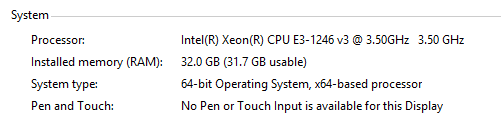 System
Processor: Intel(R) Xeon(R) CPU E3-1246 v3 @ 3.50GHz 3.50 GHz
Installed memory (RAM): 32.0 GB (31.7 GB usable)
System type: 64-bit Operating System, x64-based processor
Pen and Touch: No Pen or Touch Input is available for this Display